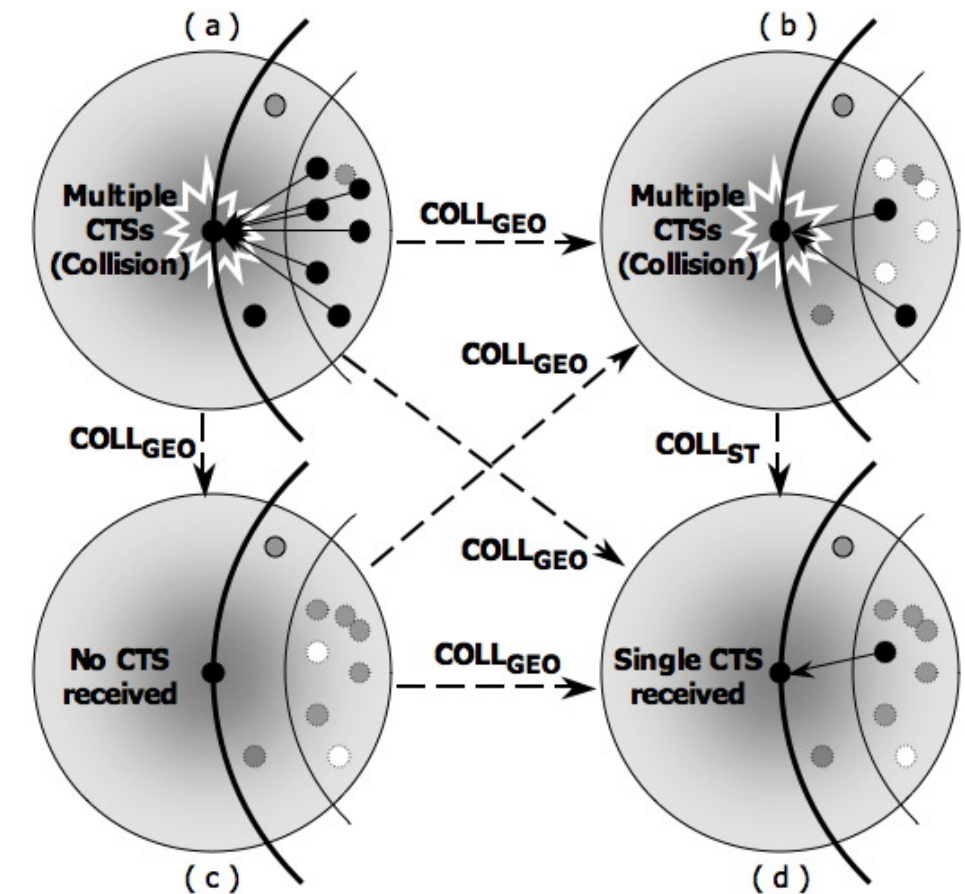 ( a )
( b )
Multiple
CTSs
(Collision)
COLLGEO
Multiple
CTSs
(Collision)
COLLGEO
COLLGEO
COLLST
COLLGEO
No CTS
received
COLLGEO
Single CTS
received
( c )
( d )